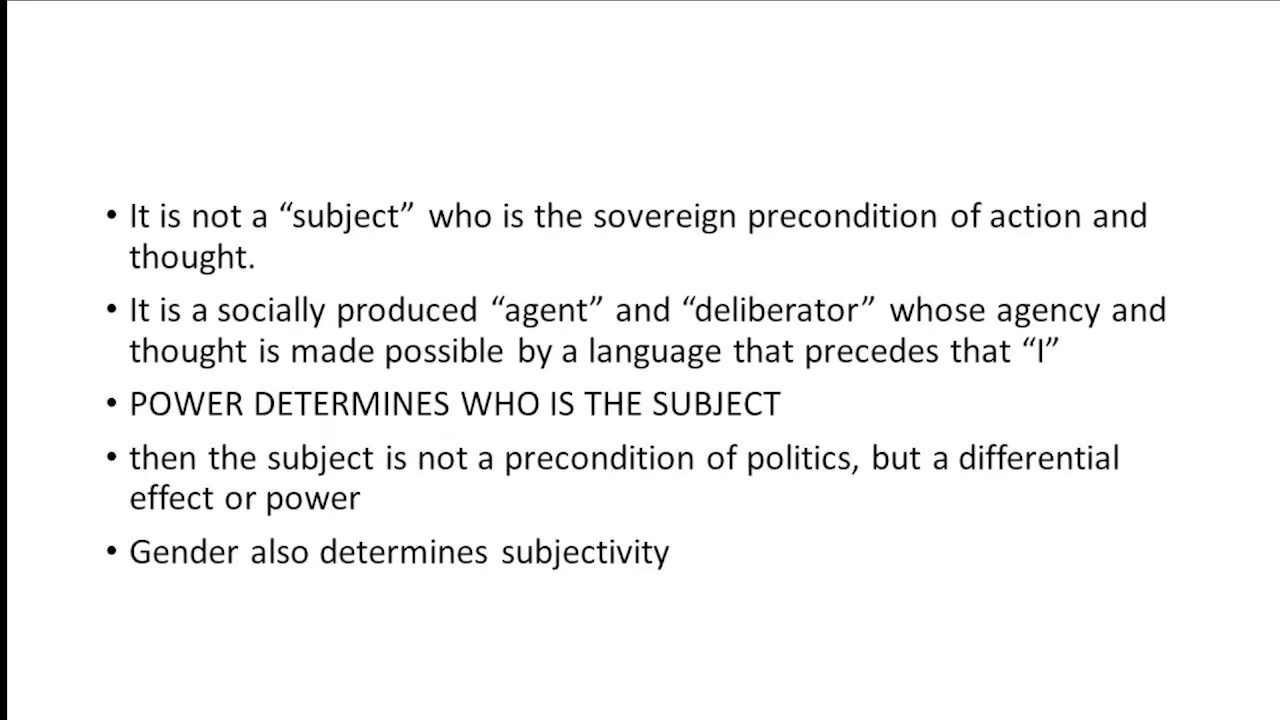 • It is not a “subject” who is the sovereign precondition of action and
thought.
• It is a socially produced “agent” and “deliberator” whose agency and
thought is made possible by a language that precedes that “I”
• POWER DETERMINES WHO IS THE SUBJECT
• then the subject is not a precondition of politics, but a differential
effect or power
• Gender also determines subjectivity